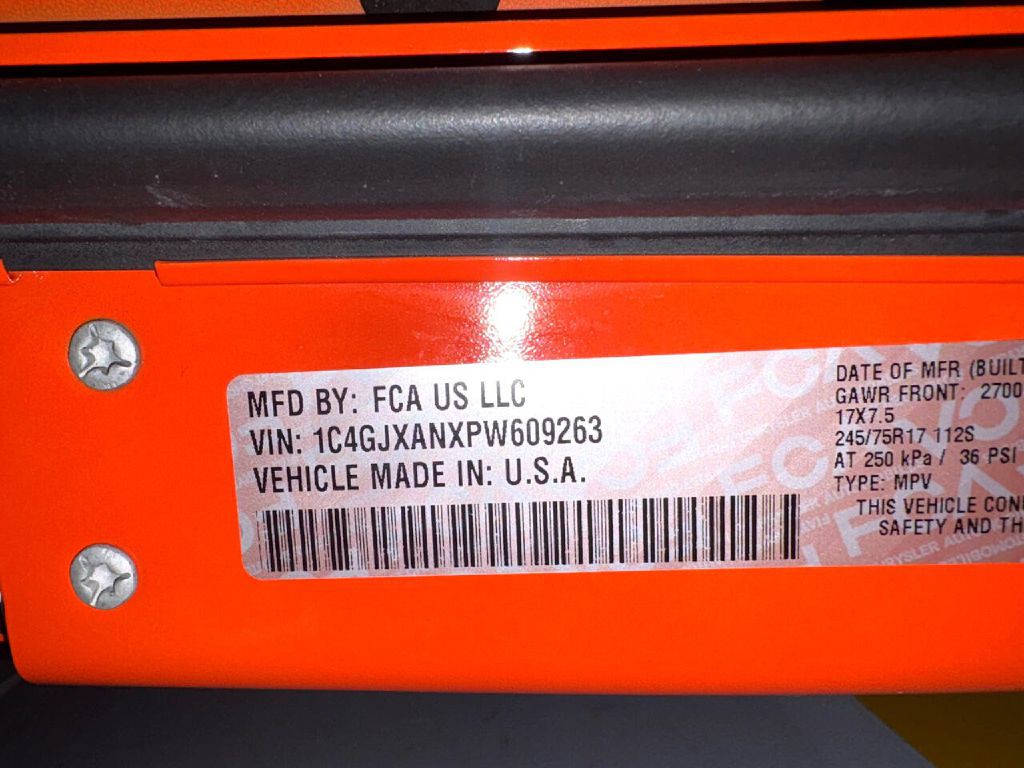 MFD BY: FCA US LLC
VIN: 1C4GJXANXPW609263
VEHICLE MADE IN: U.S.A.
DATE OF MFR (BUILT
GAWR FRONT: 2700
17X7.5
245/75R17 112S
AT 250 kPa / 36 PSI
TYPE: MPV
THIS VEHICLE CON
SAFETY AND TH